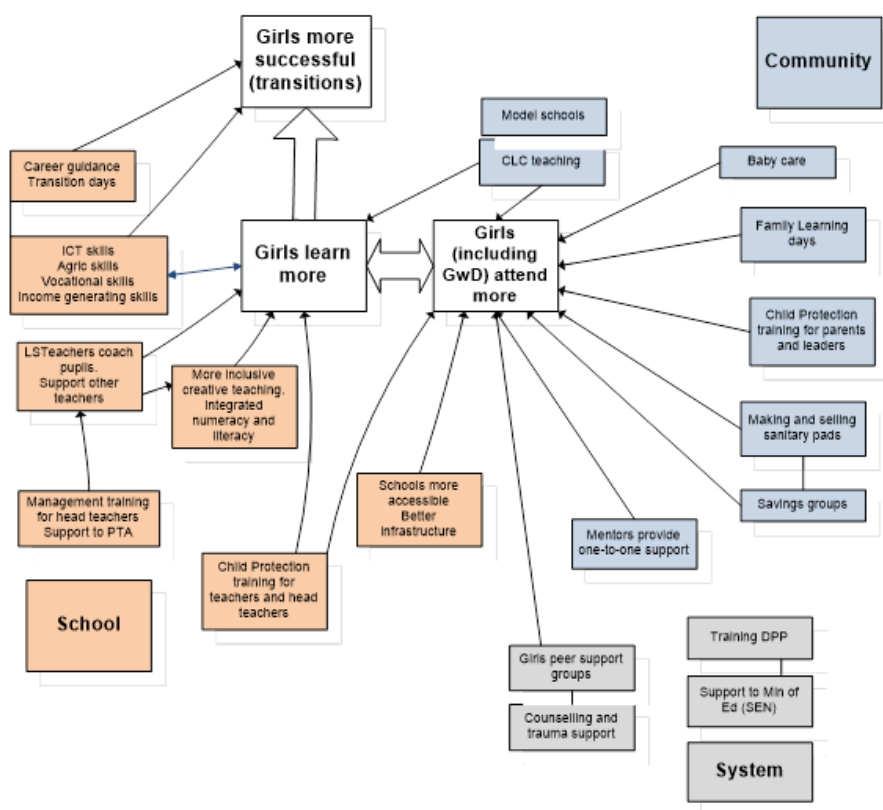 Girls more
successful
(transitions)
Community
Model schools
CLC teaching
Baby care
Career guidance
Transition days
Family Learning
days
Girls learn
more
Girls
(including
GwD) attend
more
ICT skills
Agric skills
Vocational skills
Income generating skills
Child Protection
training for parents
and leaders
LSTeachers coach
pupils.
Support other
teachers
More Inclusive
creative teaching.
Integrated
numeracy and
literacy
Making and selling
sanitary pads
Schools more
accessible
Better
infrastructure
Savings groups
Management training
for head teachers
Support to PTA
Mentors provide
one-to-one support
Child Protection
training for
teachers and head
teachers
School
Girls peer support
groups
Counselling and
trauma support
Training DPP
Support to Min of
Ed (SEN)
System